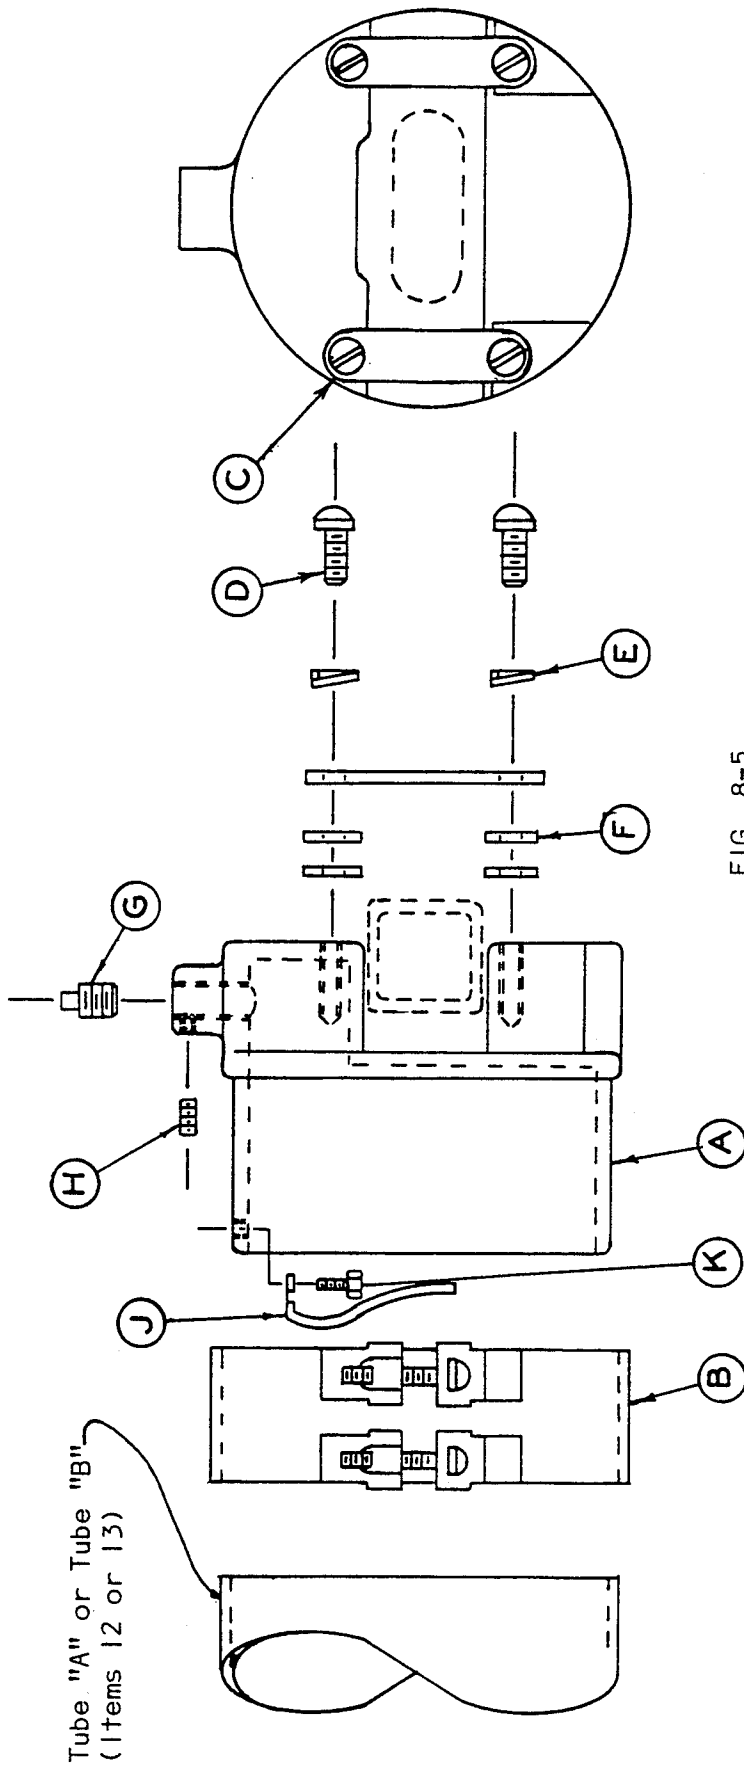 Tube "A" or Tube "B"
(Items 12 or 13)
J
H
G
D
C
B
K
A
F
E
FIG. 8-5